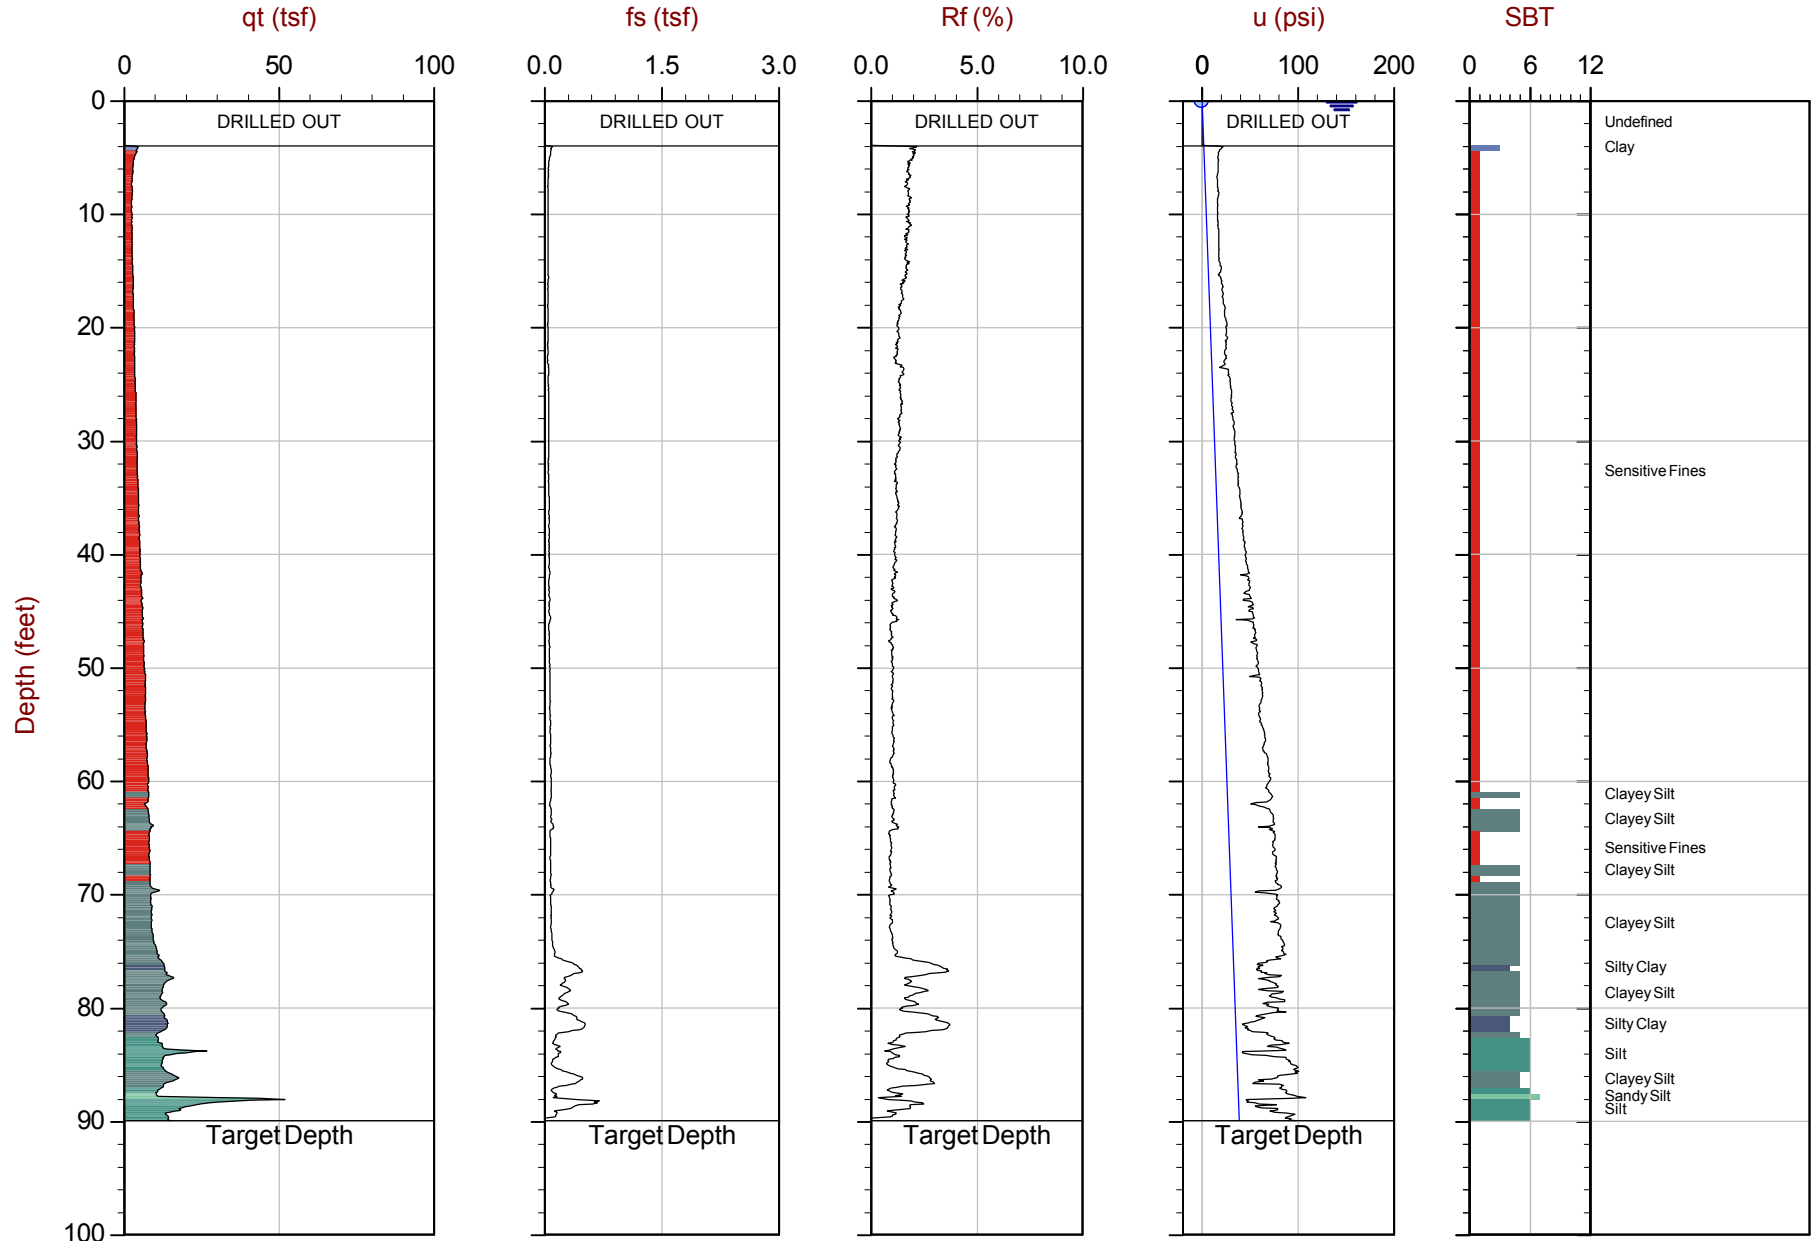 qt (tsf) fs (tsf) Rf (%) u (psi) SBT
0 50 100 0.0 1.5 3.0 0.0 5.0 10.0 0 100 200 0 6 12
0
DRILLED OUT DRILLED OUT DRILLED OUT DRILLED OUT Undefined
Clay
10
20
30
Sensitive Fines
40
50
Depth (feet)
60
Clayey Silt
Clayey Silt
Sensitive Fines
Clayey Silt
70
Clayey Silt
Silty Clay
Clayey Silt
80
Silty Clay
Silt
Clayey Silt
Sandy Silt
Silt
90
Target Depth Target Depth Target Depth Target Depth
100